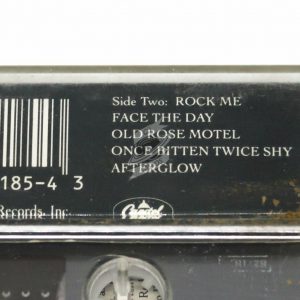 Side Two: ROCK ME
FACE THE DAY
OLD ROSE MOTEL
ONCE BITTEN TWICE SHY
AFTERGLOW
185-4 3
Records, Inc
Capitol